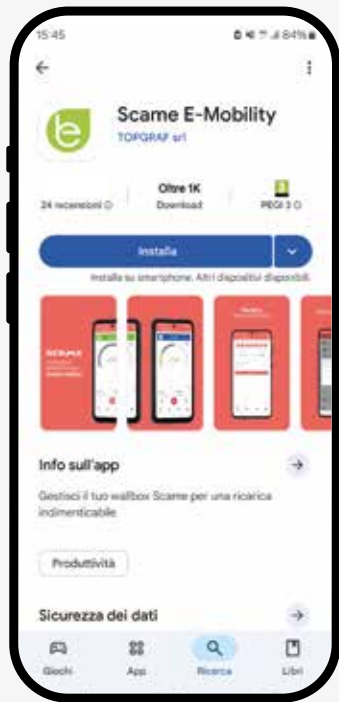 15:45
84%
Scame E-Mobility
TOPGRAF srl
24 recensioni
Oltre 1K
Download
PEGI 3
Installa
Installa su smartphone. Altri dispositivi disponibili.
Info sull'app
Gestisci il tuo wallbox Scame per una ricarica
indimenticabile
Produttività
Sicurezza dei dati
Giochi
App
Ricerca
Libri